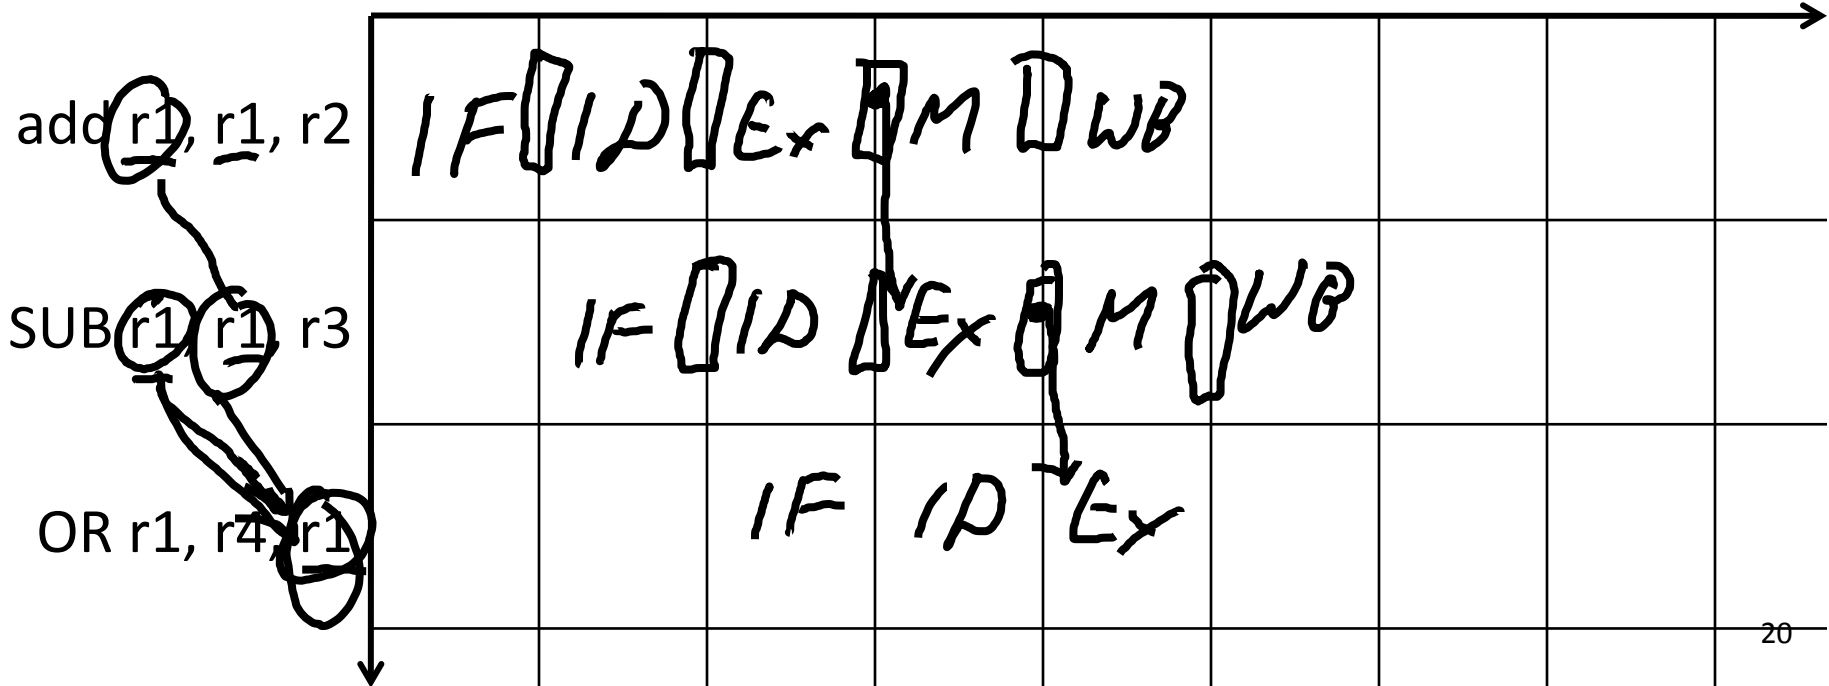 add r1, r1, r2 IF ID Ex M WB
SUB r1, r1, r3 IF ID Ex M WB
OR r1, r4, r1 IF ID Ex
20